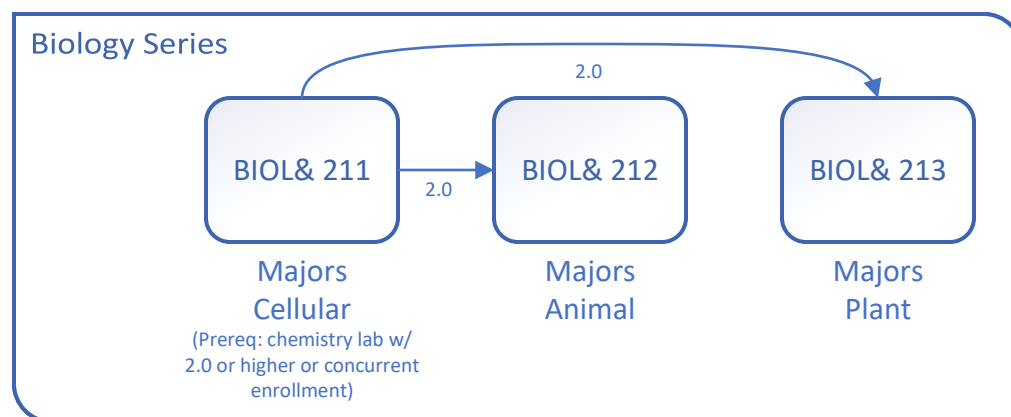 Biology Series
2.0
BIOL& 211
2.0
BIOL& 212
BIOL& 213
Majors
Cellular
(Prereq: chemistry lab w/
2.0 or higher or concurrent
enrollment)
Majors
Animal
Majors
Plant